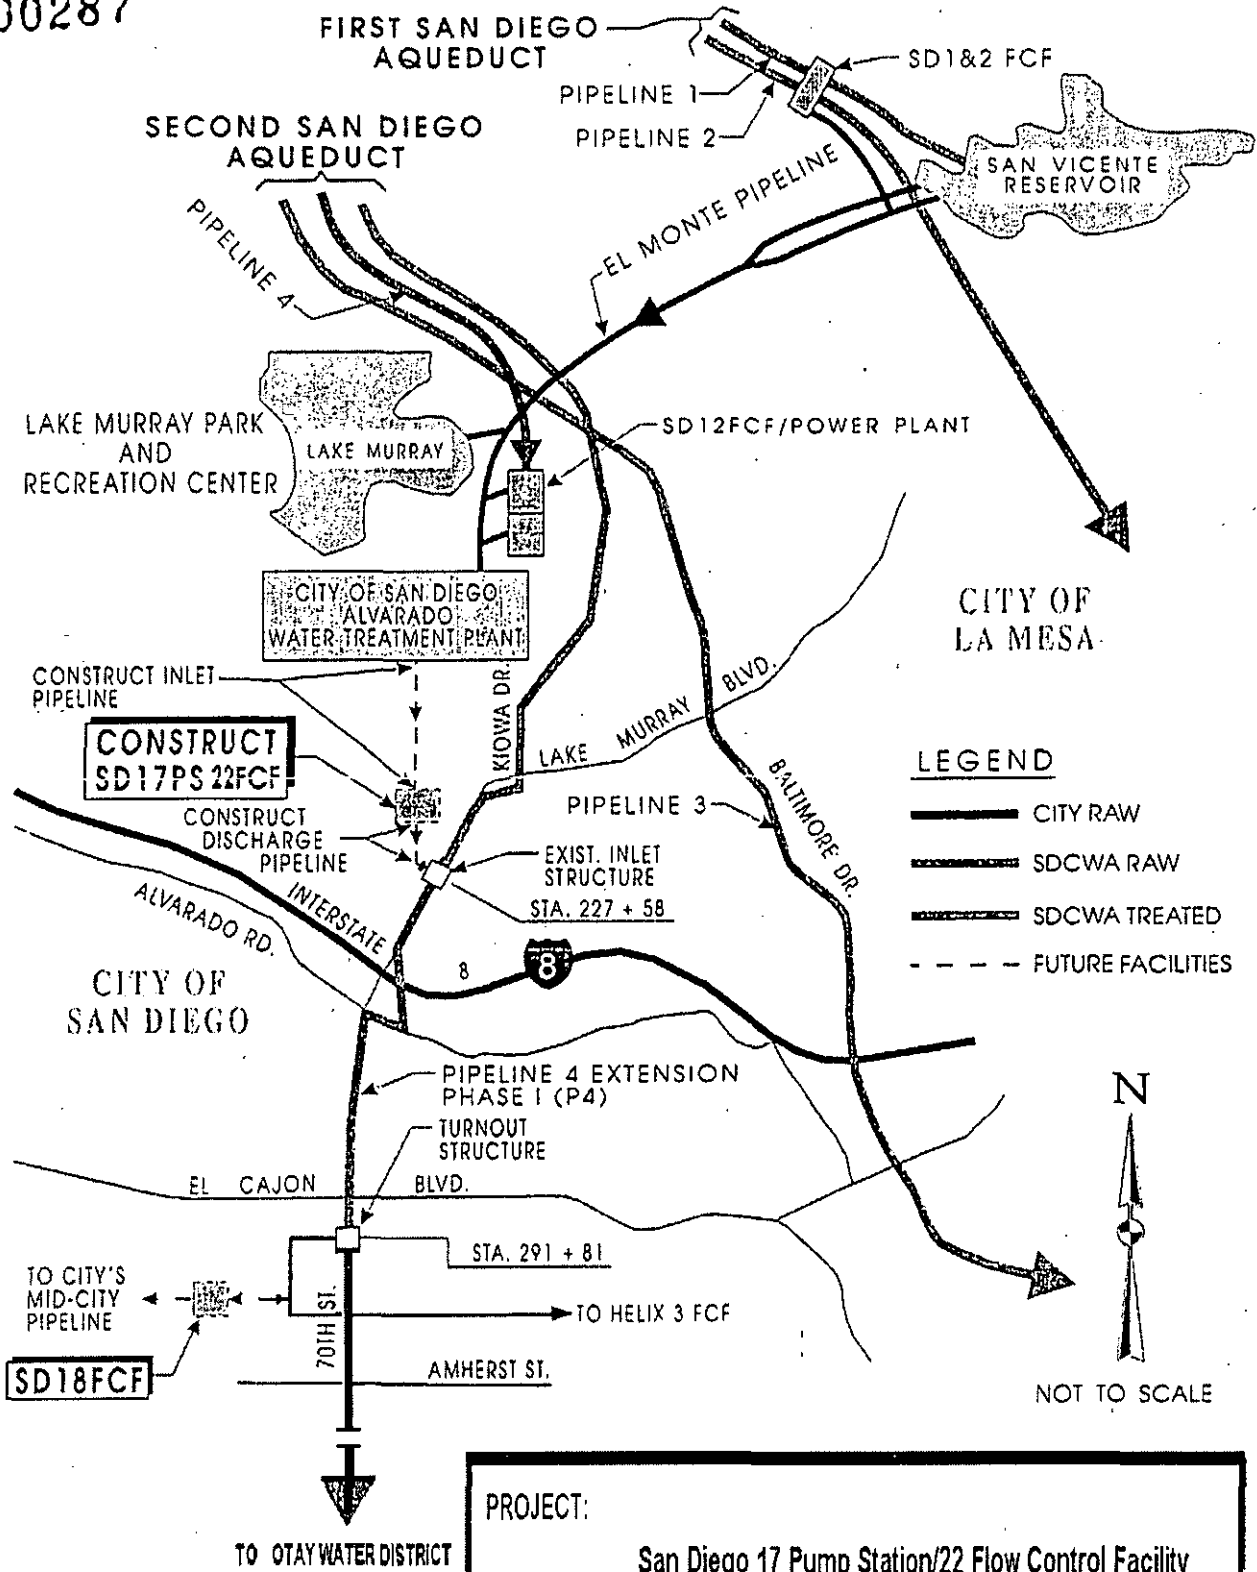 00287
FIRST SAN DIEGO
AQUEDUCT
SD1&2 FCF
PIPELINE 1
PIPELINE 2
SECOND SAN DIEGO
AQUEDUCT
SAN VICENTE
RESERVOIR
PIPELINE 4
EL MONTE PIPELINE
LAKE MURRAY PARK
AND
RECREATION CENTER
LAKE MURRAY
SD12FCF/POWER PLANT
CITY OF SAN DIEGO
ALVARADO
WATER TREATMENT PLANT
CITY OF
LA MESA
CONSTRUCT INLET
PIPELINE
KIOWA DR.
LAKE MURRAY BLVD.
CONSTRUCT
SD17PS 22FCF
LEGEND
CITY RAW
SDCWA RAW
SDCWA TREATED
FUTURE FACILITIES
PIPELINE 3
BALTIMORE DR.
CONSTRUCT
DISCHARGE
PIPELINE
EXIST. INLET
STRUCTURE
STA. 227 + 58
ALVARADO RD.
INTERSTATE 8
8
CITY OF
SAN DIEGO
PIPELINE 4 EXTENSION
PHASE I (P4)
TURNOUT
STRUCTURE
N
EL CAJON BLVD.
STA. 291 + 81
TO CITY'S
MID-CITY
PIPELINE
70TH ST.
TO HELIX 3 FCF
SD18FCF
AMHERST ST.
NOT TO SCALE
PROJECT:
TO OTAY WATER DISTRICT
San Diego 17 Pump Station/22 Flow Control Facility